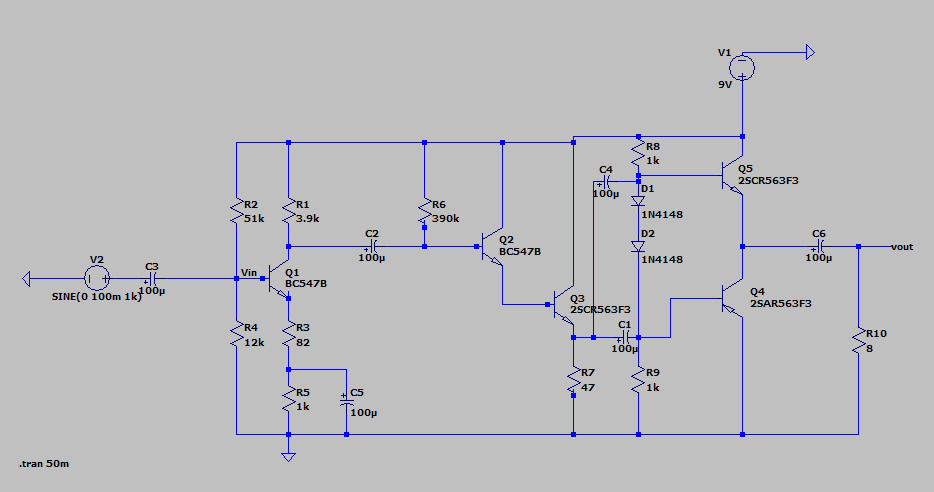 V1
9V
R8
1k
Q5
2SCR563F3
C4
100µ
D1
1N4148
R2
51k
R1
3.9k
R6
390k
C2
100µ
Q2
BC547B
D2
1N4148
C6
100µ
vout
V2
SINE(0 100m 1k)
C3
100µ
Vin
Q1
BC547B
Q3
2SCR563F3
Q4
2SAR563F3
R4
12k
R3
82
C1
100µ
R10
8
R7
47
R9
1k
R5
1k
C5
100µ
.tran 50m